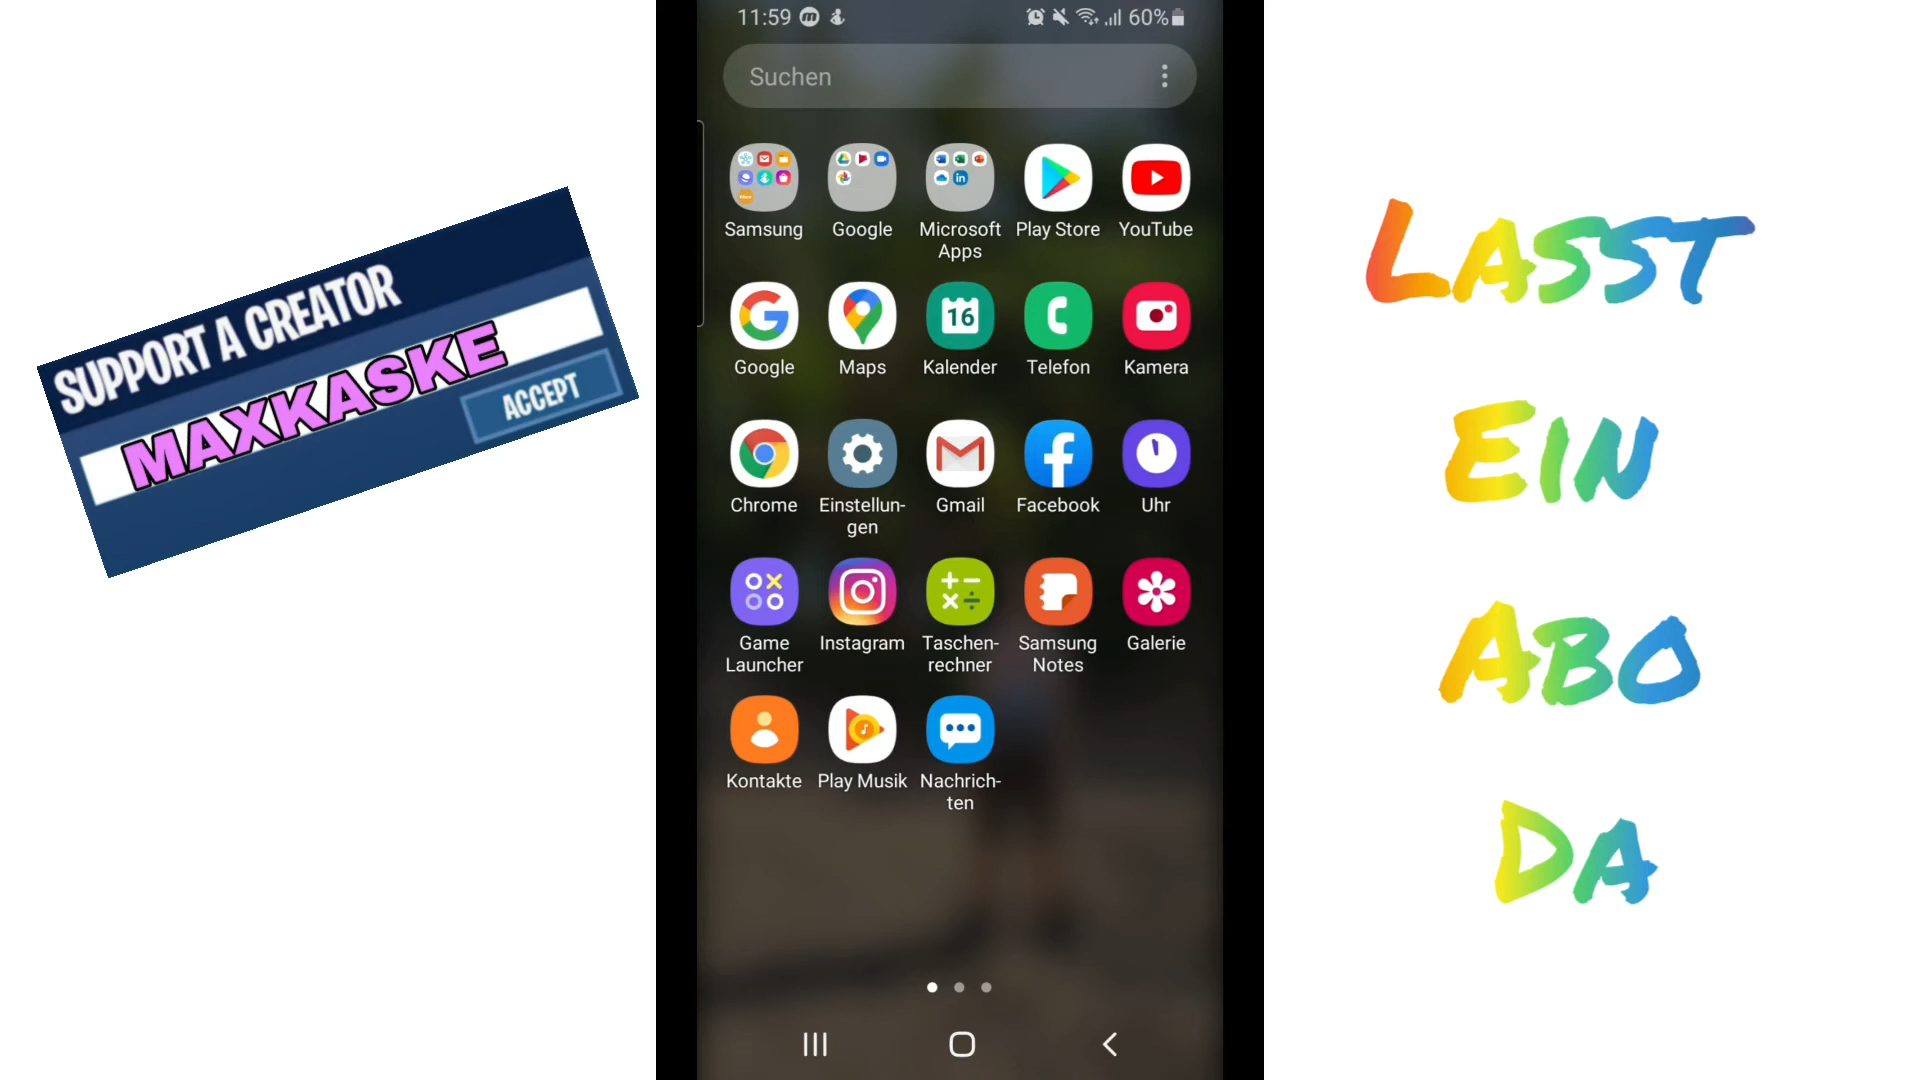 11:59
60%
Suchen
Samsung
Google
Microsoft
Apps
Play Store
YouTube
Google
Maps
16
Kalender
Telefon
Kamera
Chrome
Einstellun-
gen
Gmail
Facebook
Uhr
Game
Launcher
Instagram
Taschen-
rechner
Samsung
Notes
Galerie
Kontakte
Play Musik
Nachrich-
ten
SUPPORT A CREATOR
MAXKASKE
ACCEPT
LASST
EIN
ABO
DA